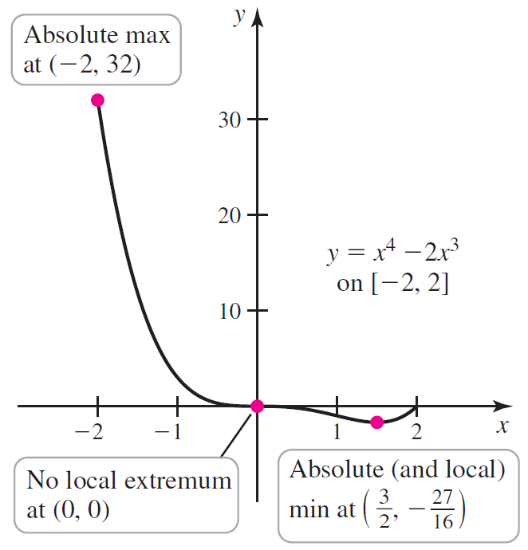 y
Absolute max
at (−2, 32)
30
20
y = x⁴ − 2x³
on [−2, 2]
10
−2 −1 1 2 x
No local extremum
at (0, 0)
Absolute (and local)
min at (3/2, −27/16)